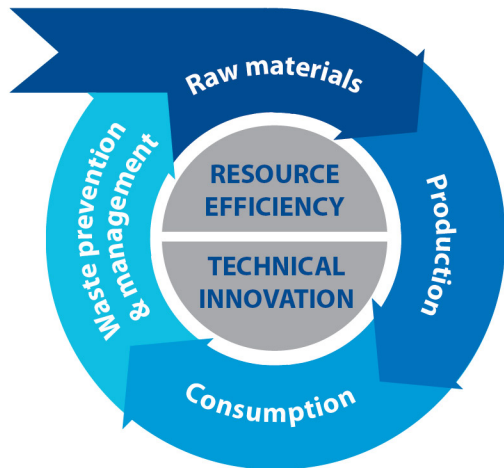 Raw materials
Production
Consumption
Waste prevention
& management
RESOURCE
EFFICIENCY
TECHNICAL
INNOVATION